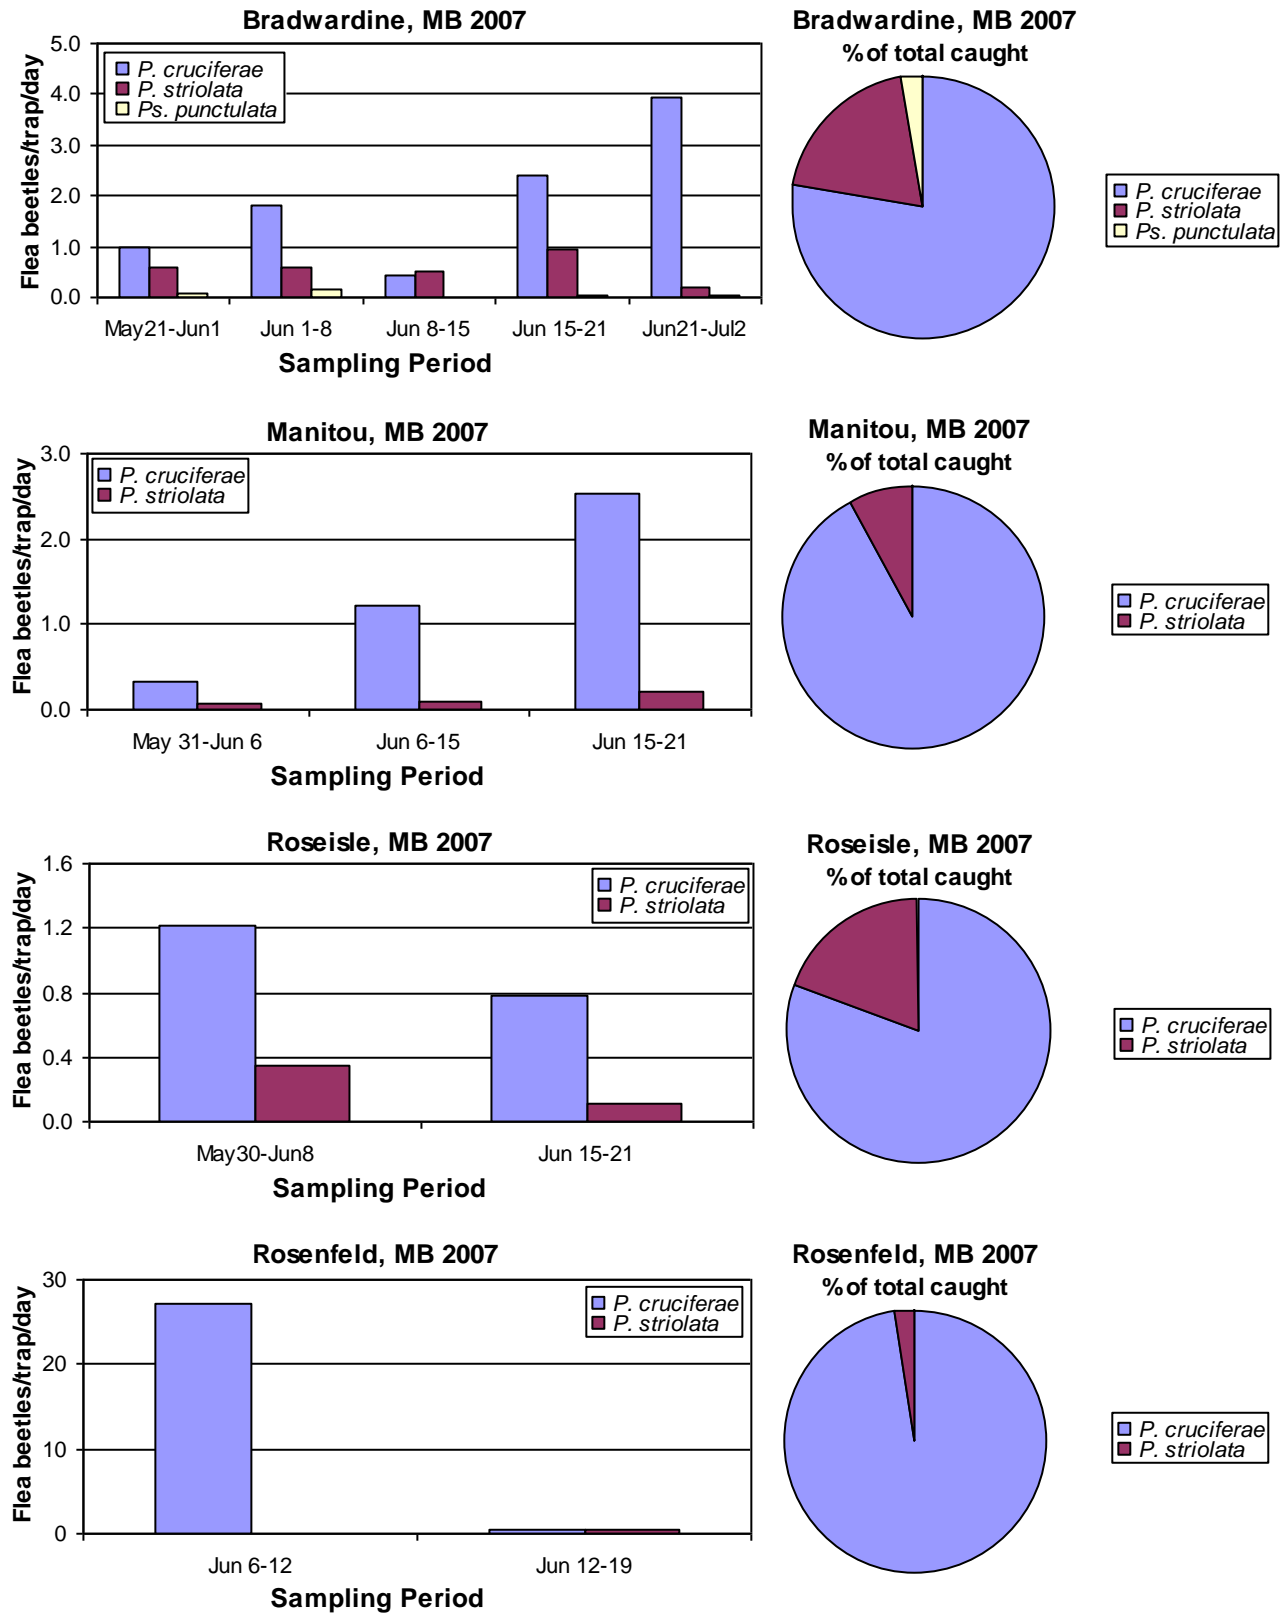 Bradwardine, MB 2007
Flea beetles/trap/day
5.0
4.0
3.0
2.0
1.0
0.0
P. cruciferae
P. striolata
Ps. punctulata
May21-Jun1
Jun 1-8
Jun 8-15
Jun 15-21
Jun21-Jul2
Sampling Period
Bradwardine, MB 2007
% of total caught
P. cruciferae
P. striolata
Ps. punctulata
Manitou, MB 2007
Flea beetles/trap/day
3.0
2.0
1.0
0.0
P. cruciferae
P. striolata
May 31-Jun 6
Jun 6-15
Jun 15-21
Sampling Period
Manitou, MB 2007
% of total caught
P. cruciferae
P. striolata
Roseisle, MB 2007
Flea beetles/trap/day
1.6
1.2
0.8
0.4
0.0
P. cruciferae
P. striolata
May30-Jun8
Jun 15-21
Sampling Period
Roseisle, MB 2007
% of total caught
P. cruciferae
P. striolata
Rosenfeld, MB 2007
Flea beetles/trap/day
30
20
10
0
P. cruciferae
P. striolata
Jun 6-12
Jun 12-19
Sampling Period
Rosenfeld, MB 2007
% of total caught
P. cruciferae
P. striolata